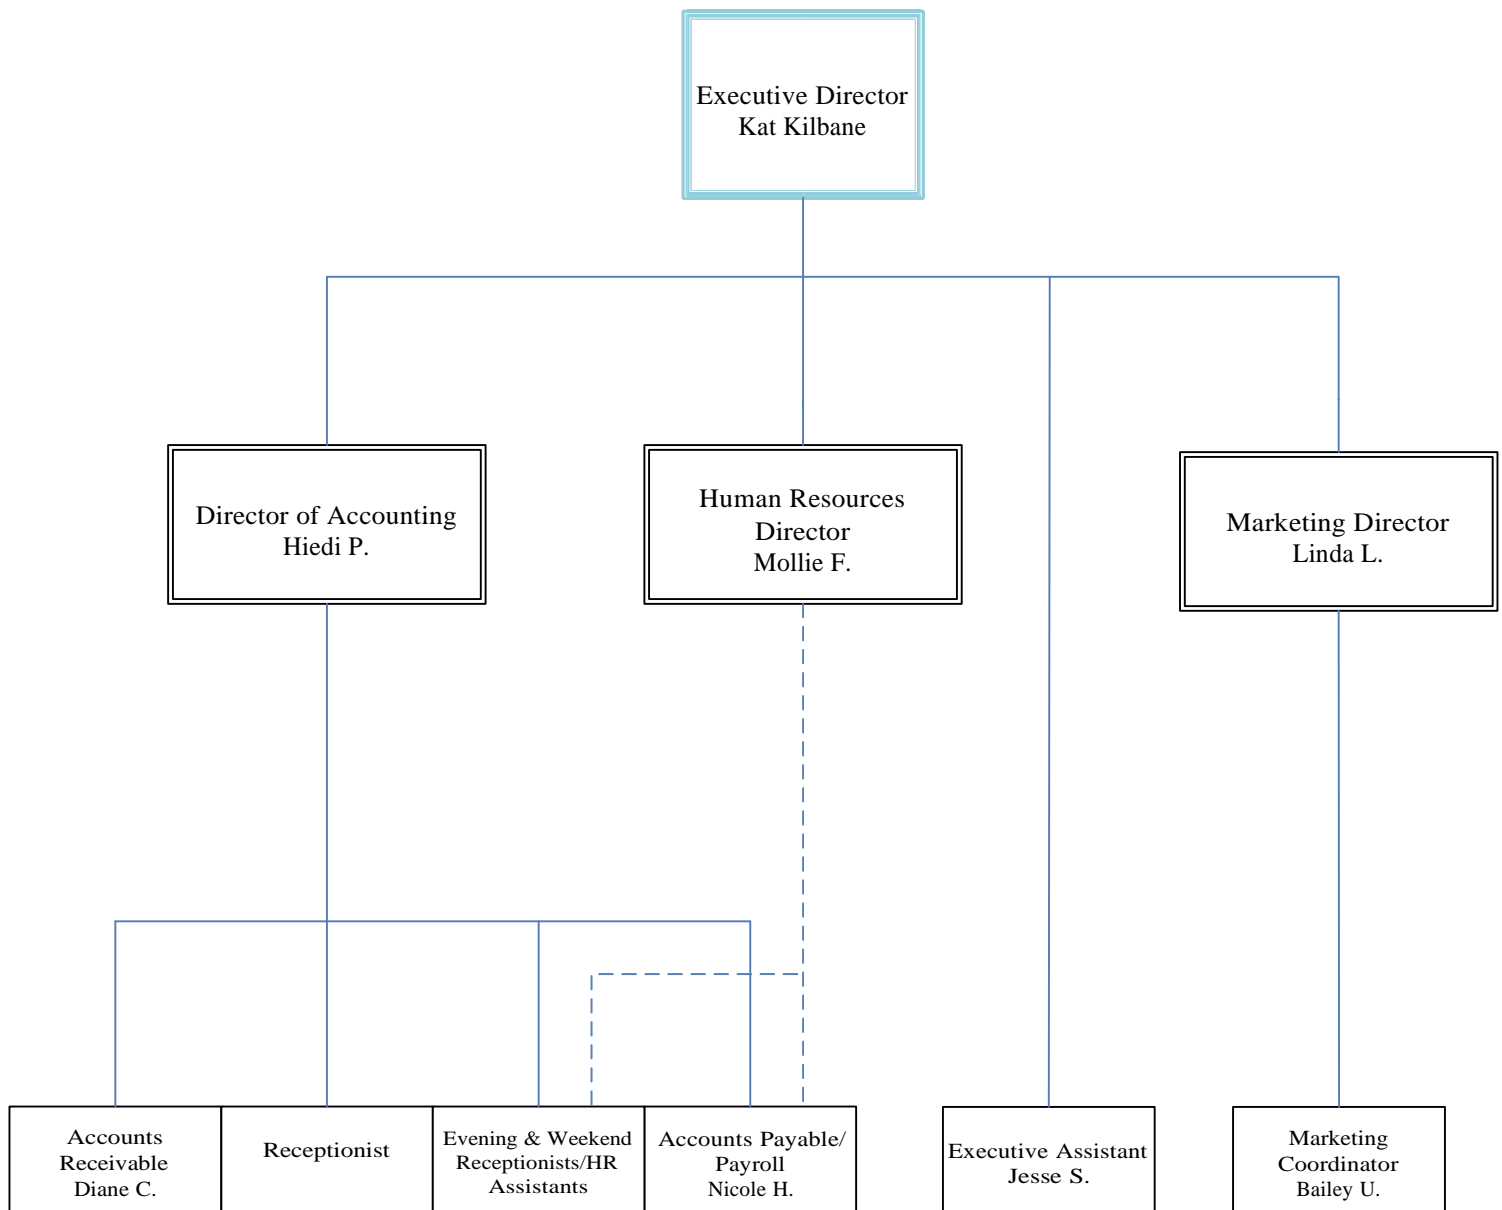 Executive Director
Kat Kilbane
Director of Accounting
Hiedi P.
Human Resources
Director
Mollie F.
Marketing Director
Linda L.
Accounts
Receivable
Diane C.
Receptionist
Evening & Weekend
Receptionists/HR
Assistants
Accounts Payable/
Payroll
Nicole H.
Executive Assistant
Jesse S.
Marketing
Coordinator
Bailey U.